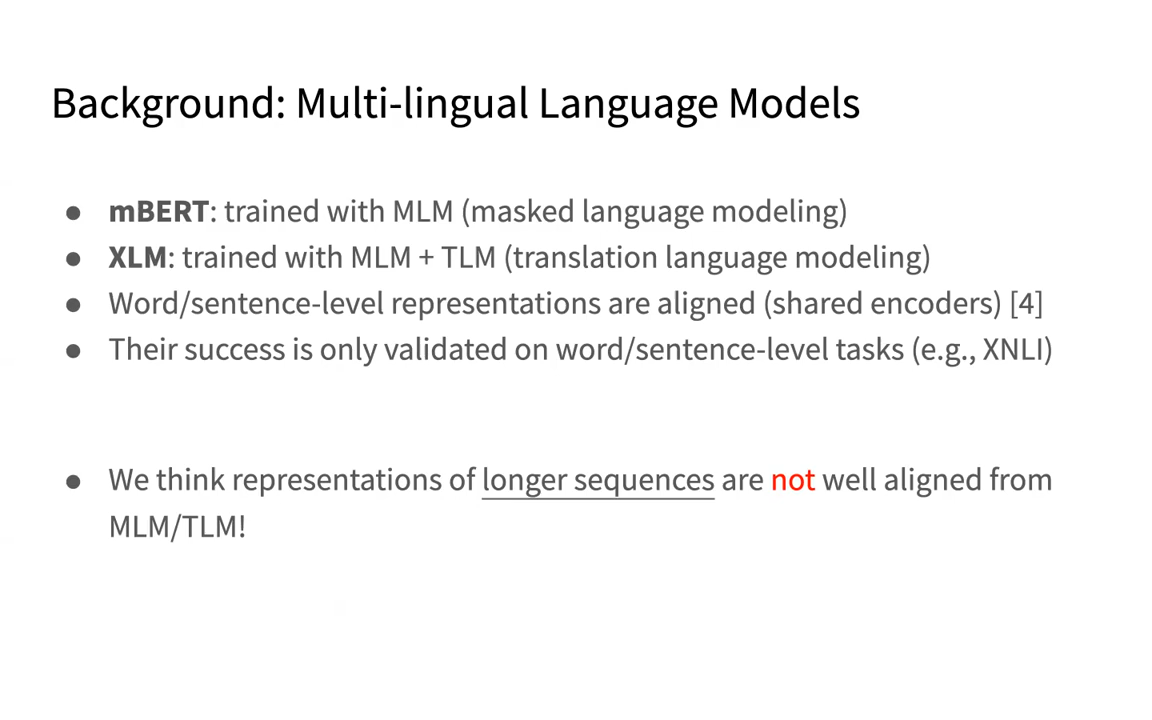 Background: Multi-lingual Language Models
● mBERT: trained with MLM (masked language modeling)
● XLM: trained with MLM + TLM (translation language modeling)
● Word/sentence-level representations are aligned (shared encoders) [4]
● Their success is only validated on word/sentence-level tasks (e.g., XNLI)
● We think representations of longer sequences are not well aligned from
MLM/TLM!